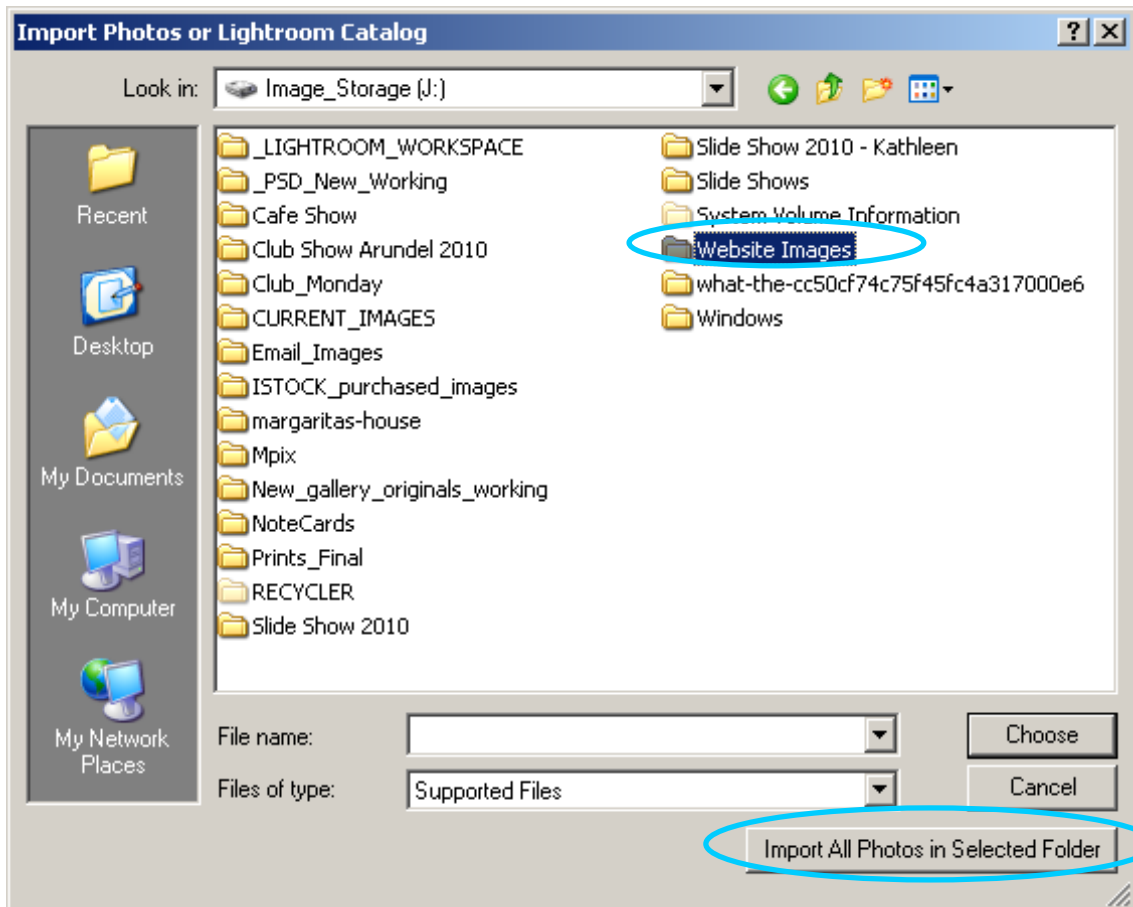 Import Photos or Lightroom Catalog
Look in:
Image_Storage (J:)
Recent
Desktop
My Documents
My Computer
My Network
Places
_LIGHTROOM_WORKSPACE
_PSD_New_Working
Cafe Show
Club Show Arundel 2010
Club_Monday
CURRENT_IMAGES
Email_Images
ISTOCK_purchased_images
margaritas-house
Mpix
New_gallery_originals_working
NoteCards
Prints_Final
RECYCLER
Slide Show 2010
Slide Show 2010 - Kathleen
Slide Shows
System Volume Information
Website Images
what-the-cc50cf74c75f45fc4a317000e6
Windows
File name:
Choose
Files of type:
Supported Files
Cancel
Import All Photos in Selected Folder